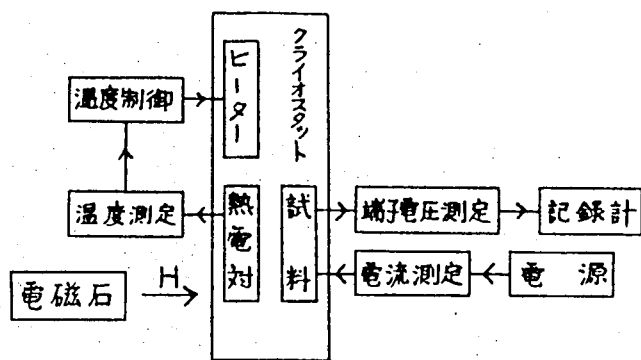 クライオスタット
ヒーター
温度制御
温度測定
熱電対
試料
端子電圧測定
記録計
電流測定
電源
電磁石
H